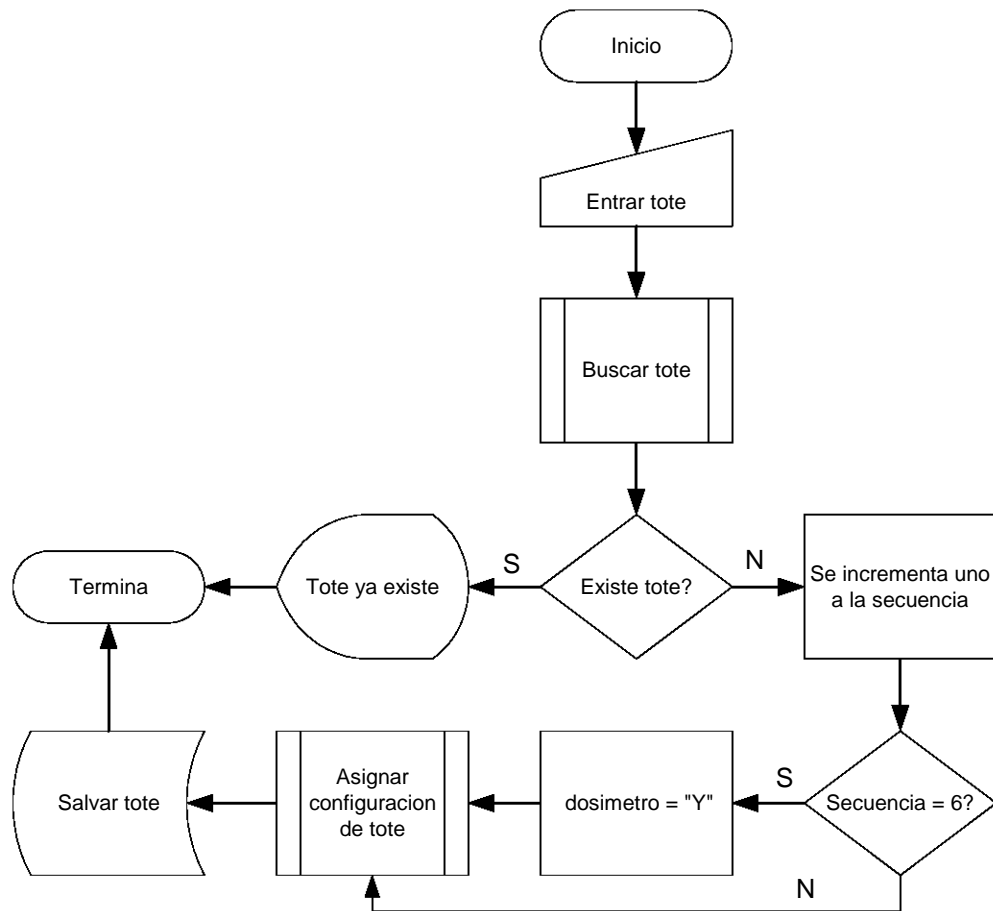 Inicio
Entrar tote
Buscar tote
Existe tote?
S
N
Tote ya existe
Termina
Se incrementa uno
a la secuencia
Secuencia = 6?
S
N
dosimetro = "Y"
Asignar
configuracion
de tote
Salvar tote